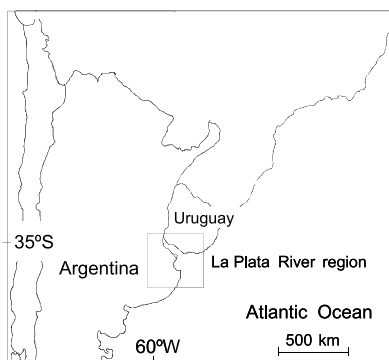 Uruguay
35ºS
Argentina
La Plata River region
Atlantic Ocean
60ºW
500 km